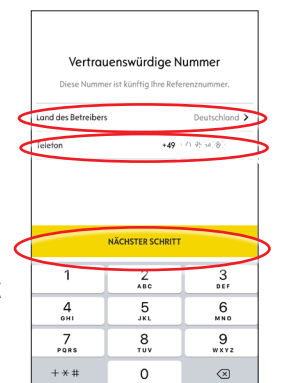 Vertrauenswürdige Nummer
Diese Nummer ist künftig Ihre Referenznummer.
Land des Betreibers Deutschland >
Telefon +49
NÄCHSTER SCHRITT
1 2 3
ABC DEF
4 5 6
GHI JKL MNO
7 8 9
PQRS TUV WXYZ
+ * # 0